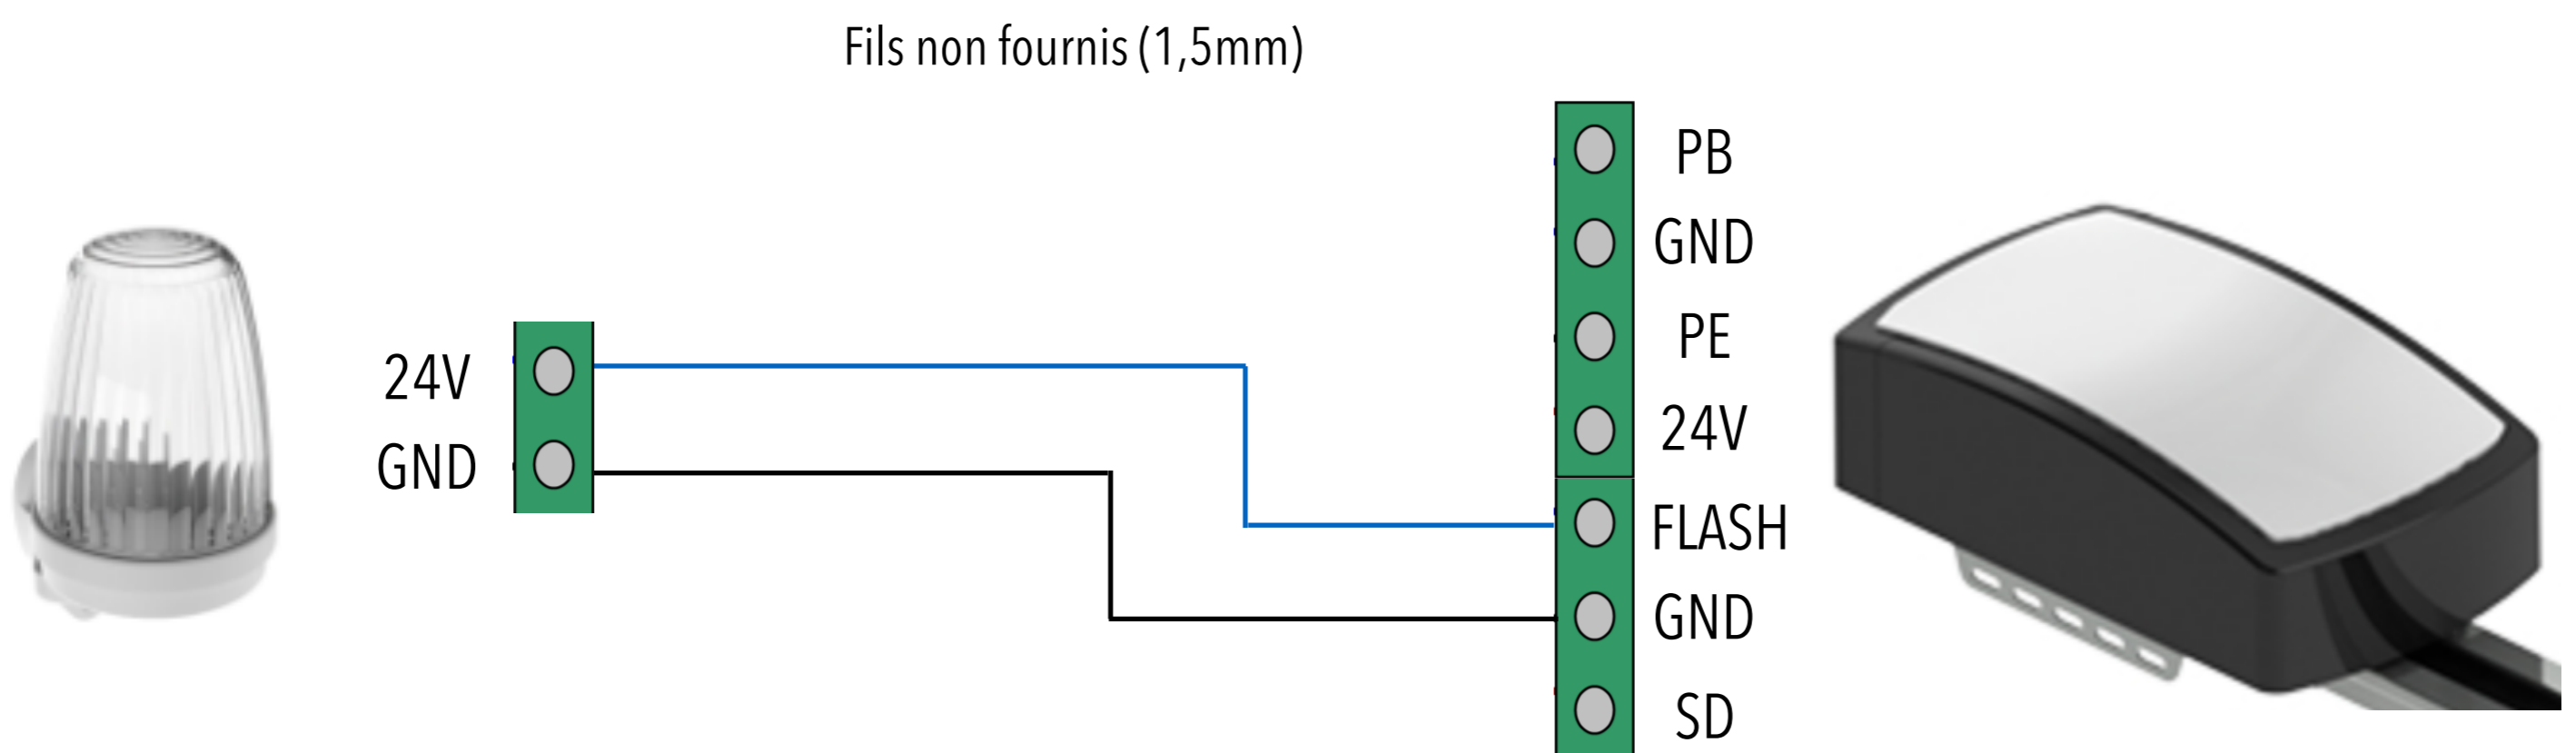 Fils non fournis (1,5mm)
24V
GND
PB
GND
PE
24V
FLASH
GND
SD